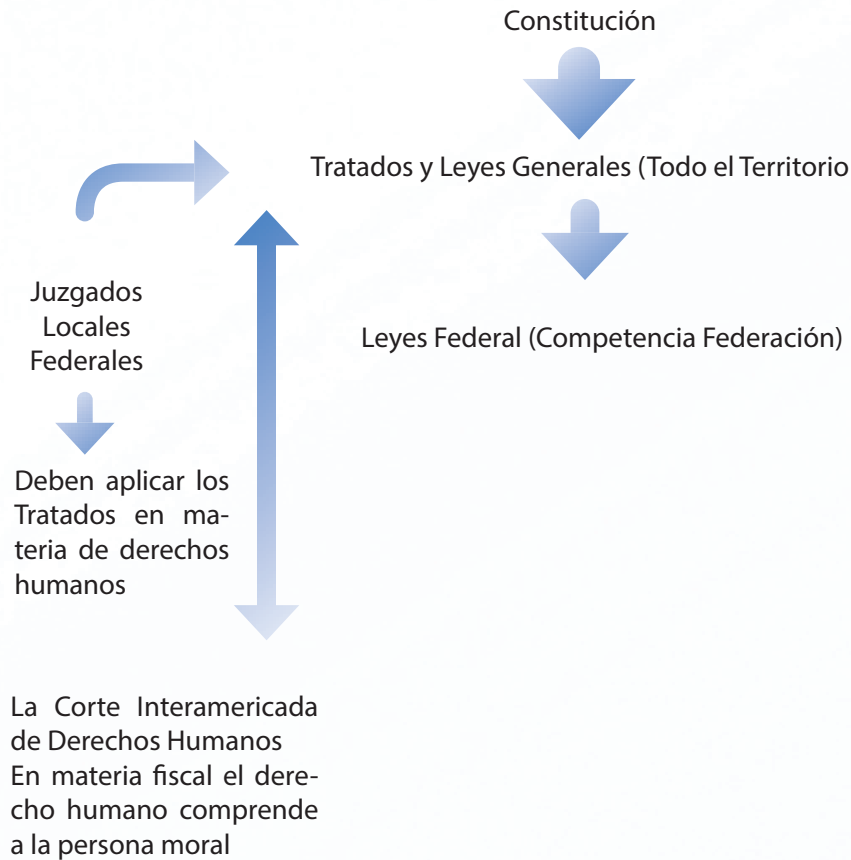 Constitución
Tratados y Leyes Generales (Todo el Territorio
Leyes Federal (Competencia Federación)
Juzgados
Locales
Federales
Deben aplicar los
Tratados en ma-
teria de derechos
humanos
La Corte Interamericada
de Derechos Humanos
En materia fiscal el dere-
cho humano comprende
a la persona moral